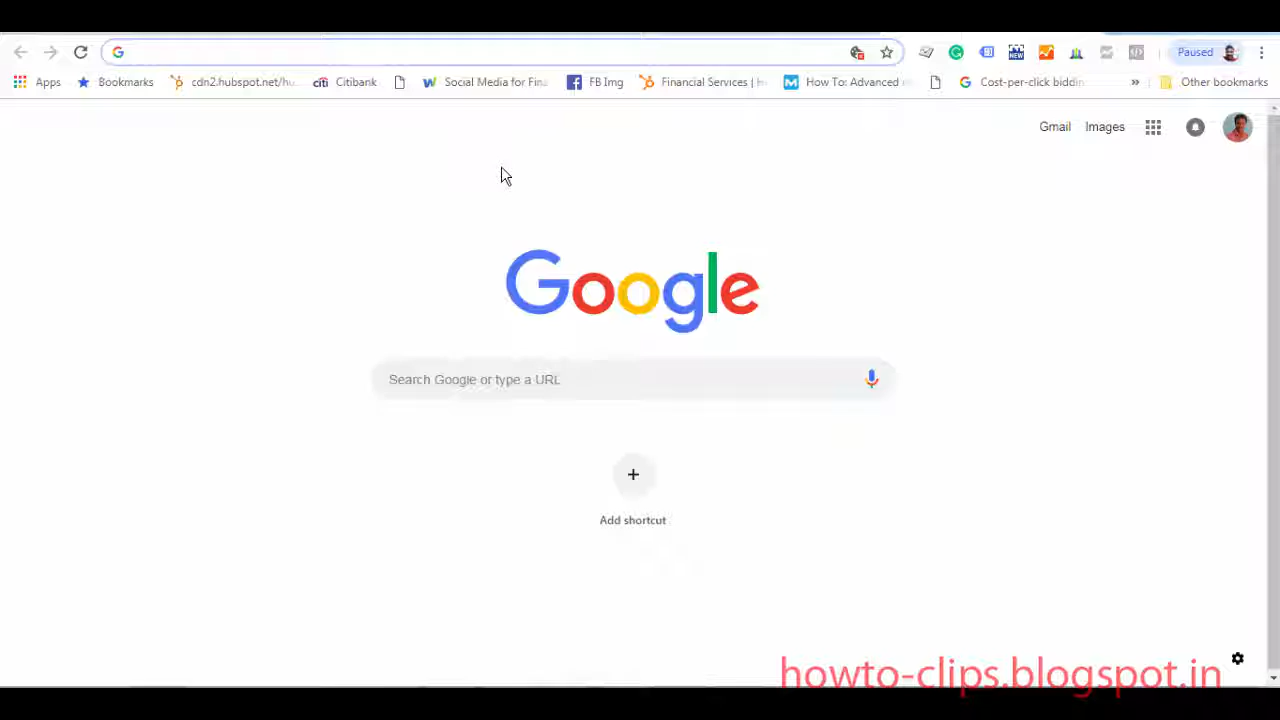 Paused
Apps Bookmarks cdn2.hubspot.net/hu... Citibank Social Media for Fina FB Img Financial Services | H How To: Advanced Cost-per-click biddin » Other bookmarks
Gmail Images
Google
Search Google or type a URL
Add shortcut
howto-clips.blogspot.in